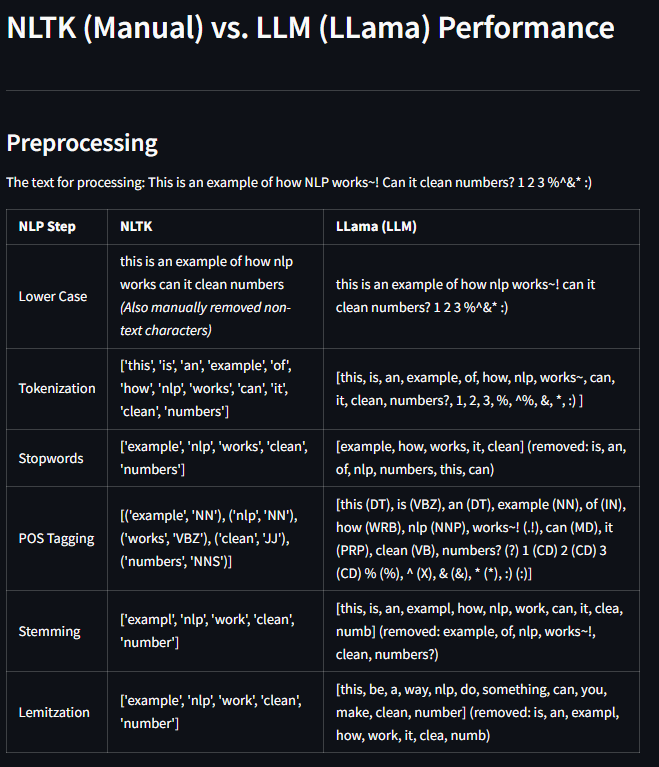 NLTK (Manual) vs. LLM (LLama) Performance
Preprocessing
The text for processing: This is an example of how NLP works~! Can it clean numbers? 1 2 3 %^&* :)
NLP Step
NLTK
LLama (LLM)
Lower Case
this is an example of how nlp
works can it clean numbers
(Also manually removed non-
text characters)
this is an example of how nlp works~! can it
clean numbers? 1 2 3 %^&* :)
Tokenization
['this', 'is', 'an', 'example', 'of',
'how', 'nlp', 'works', 'can', 'it',
'clean', 'numbers']
[this, is, an, example, of, how, nlp, works~, can,
it, clean, numbers?, 1, 2, 3, %, ^%, &, *, :) ]
Stopwords
['example', 'nlp', 'works', 'clean',
'numbers']
[example, how, works, it, clean] (removed: is, an,
of, nlp, numbers, this, can)
POS Tagging
[('example', 'NN'), ('nlp', 'NN'),
('works', 'VBZ'), ('clean', 'JJ'),
('numbers', 'NNS')]
[this (DT), is (VBZ), an (DT), example (NN), of (IN),
how (WRB), nlp (NNP), works~! (.!), can (MD), it
(PRP), clean (VB), numbers? (?) 1 (CD) 2 (CD) 3
(CD) % (%), ^ (X), & (&), * (*), :) (:)]
Stemming
['exampl', 'nlp', 'work', 'clean',
'number']
[this, is, an, exampl, how, nlp, work, can, it, clea,
numb] (removed: example, of, nlp, works~!,
clean, numbers?)
Lemitzation
['example', 'nlp', 'work', 'clean',
'number']
[this, be, a, way, nlp, do, something, can, you,
make, clean, number] (removed: is, an, exampl,
how, work, it, clea, numb)